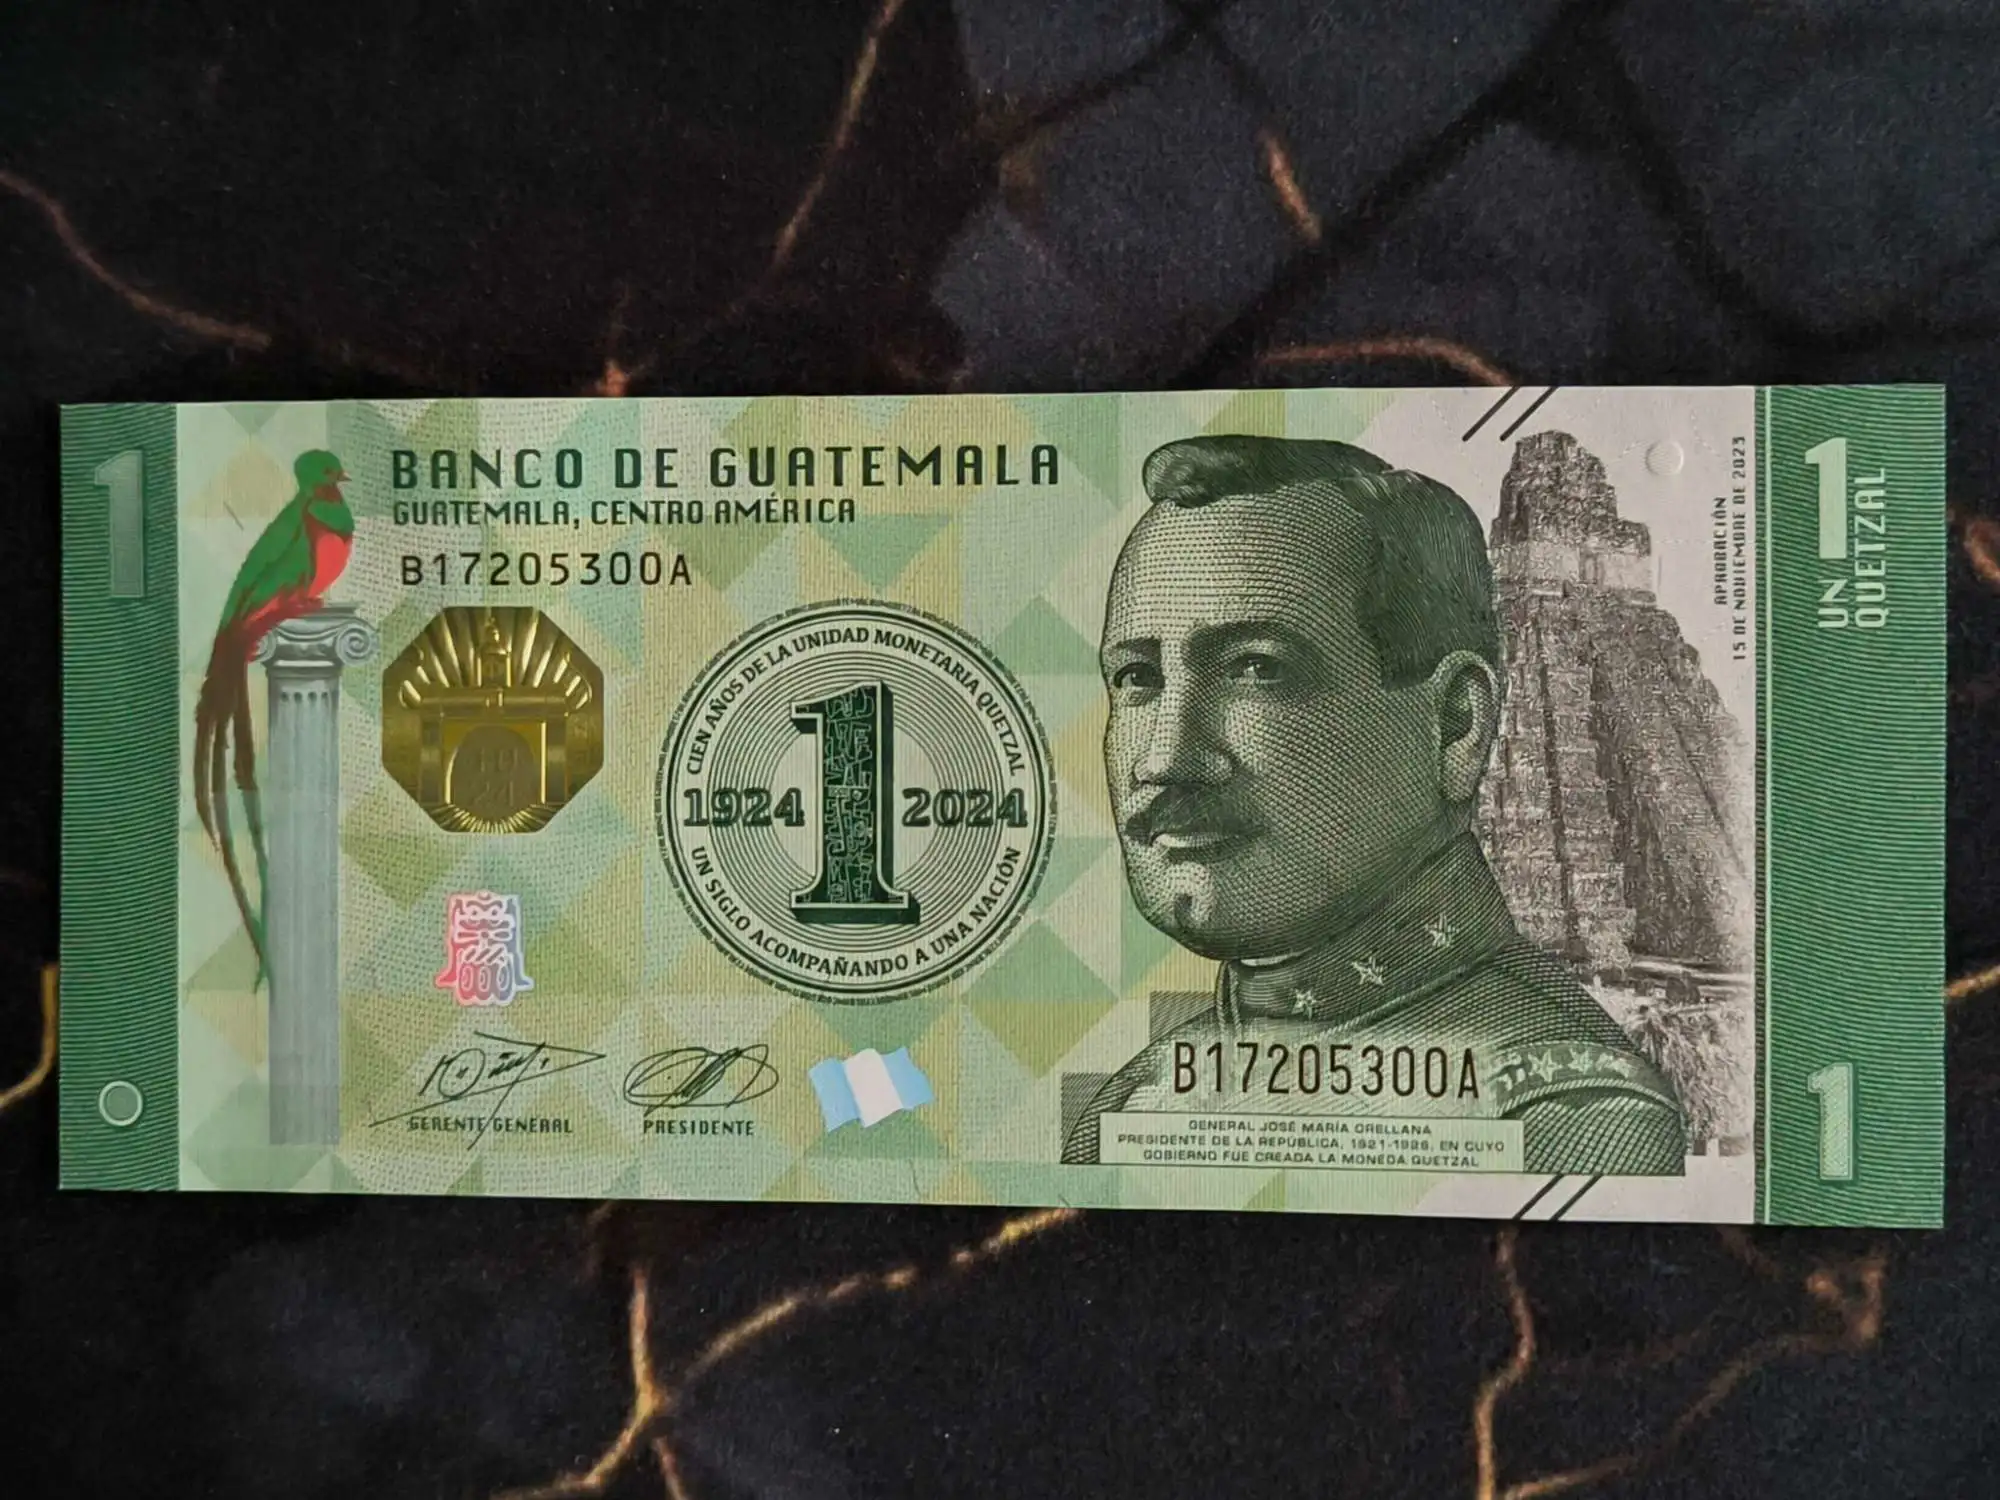 1
BANCO DE GUATEMALA
GUATEMALA, CENTRO AMÉRICA
B17205300A
CIEN AÑOS DE LA UNIDAD MONETARIA QUETZAL
1924 1 2024
UN SIGLO ACOMPAÑANDO A UNA NACIÓN
GERENTE GENERAL
PRESIDENTE
B17205300A
GENERAL JOSÉ MARÍA ORELLANA
PRESIDENTE DE LA REPÚBLICA, 1921-1926, EN CUYO
GOBIERNO FUE CREADA LA MONEDA QUETZAL
APROBACIÓN
15 DE NOVIEMBRE DE 2023
1
UN
QUETZAL
1